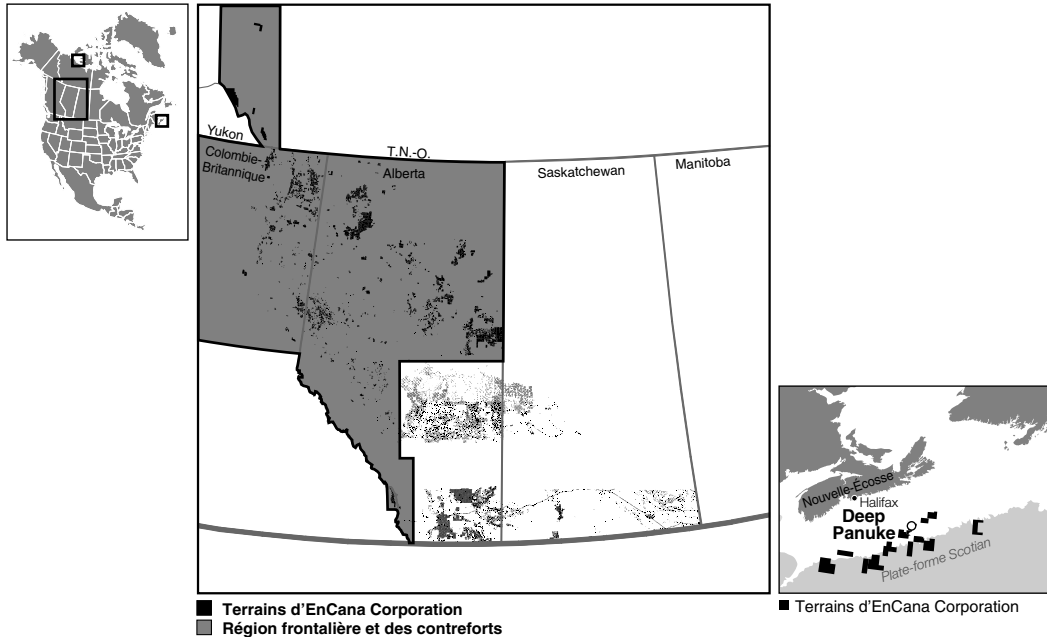 Yukon
T.N.-O.
Colombie-
Britannique
Alberta
Saskatchewan
Manitoba
Nouvelle-Écosse
Halifax
Deep
Panuke
Plate-forme Scotian
Terrains d'EnCana Corporation
Région frontalière et des contreforts
Terrains d'EnCana Corporation